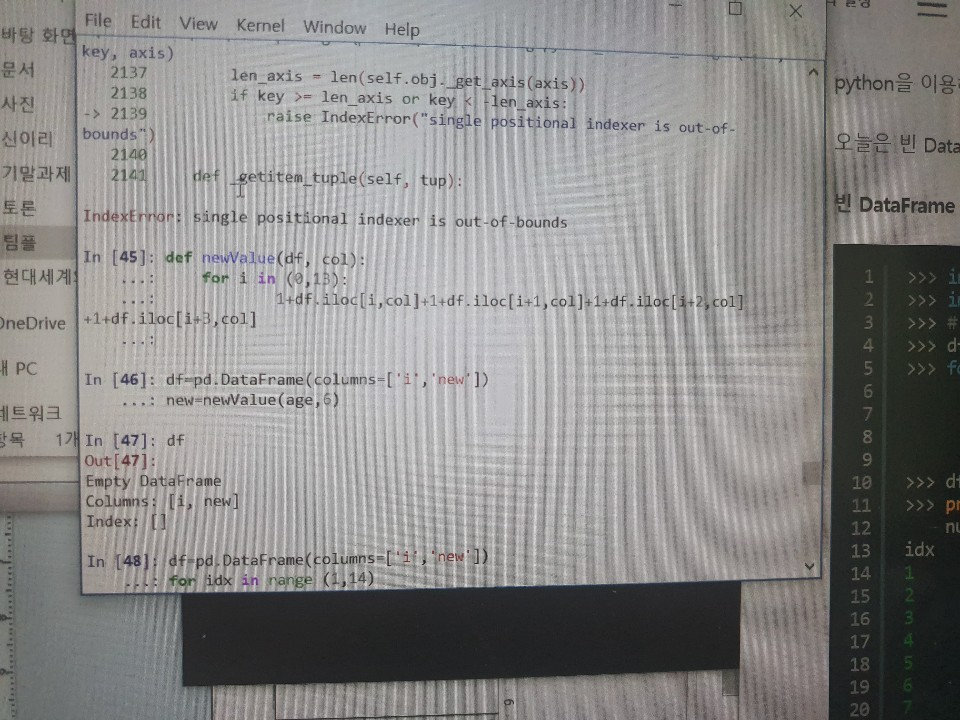 File Edit View Kernel Window Help
key, axis)
2137 len_axis = len(self.obj._get_axis(axis))
2138 if key >= len_axis or key < -len_axis:
-> 2139 raise IndexError("single positional indexer is out-of-
bounds")
2140
2141 def _getitem_tuple(self, tup):
IndexError: single positional indexer is out-of-bounds
In [45]: def newValue(df, col):
...: for i in (0,13):
...: 1+df.iloc[i,col]+1+df.iloc[i+1,col]+1+df.iloc[i+2,col]
+1+df.iloc[i+3,col]
...:
In [46]: df=pd.DataFrame(columns=['i','new'])
...: new=newValue(age,6)
In [47]: df
Out[47]:
Empty DataFrame
Columns: [i, new]
Index: []
In [48]: df=pd.DataFrame(columns=['i','new'])
...: for idx in range (1,14)
바탕 화면
문서
사진
신이리
기말과제
토론
팀플
현대세계
OneDrive
PC
네트워크
항목 1개
python을 이용
오늘은 빈 Data
빈 DataFrame
1 >>> i
2 >>> i
3 >>> #
4 >>> d
5 >>> f
6
7
8
9
10 >>> d
11 >>> p
12 nu
13 idx
14 1
15 2
16 3
17 4
18 5
19 6
20 7